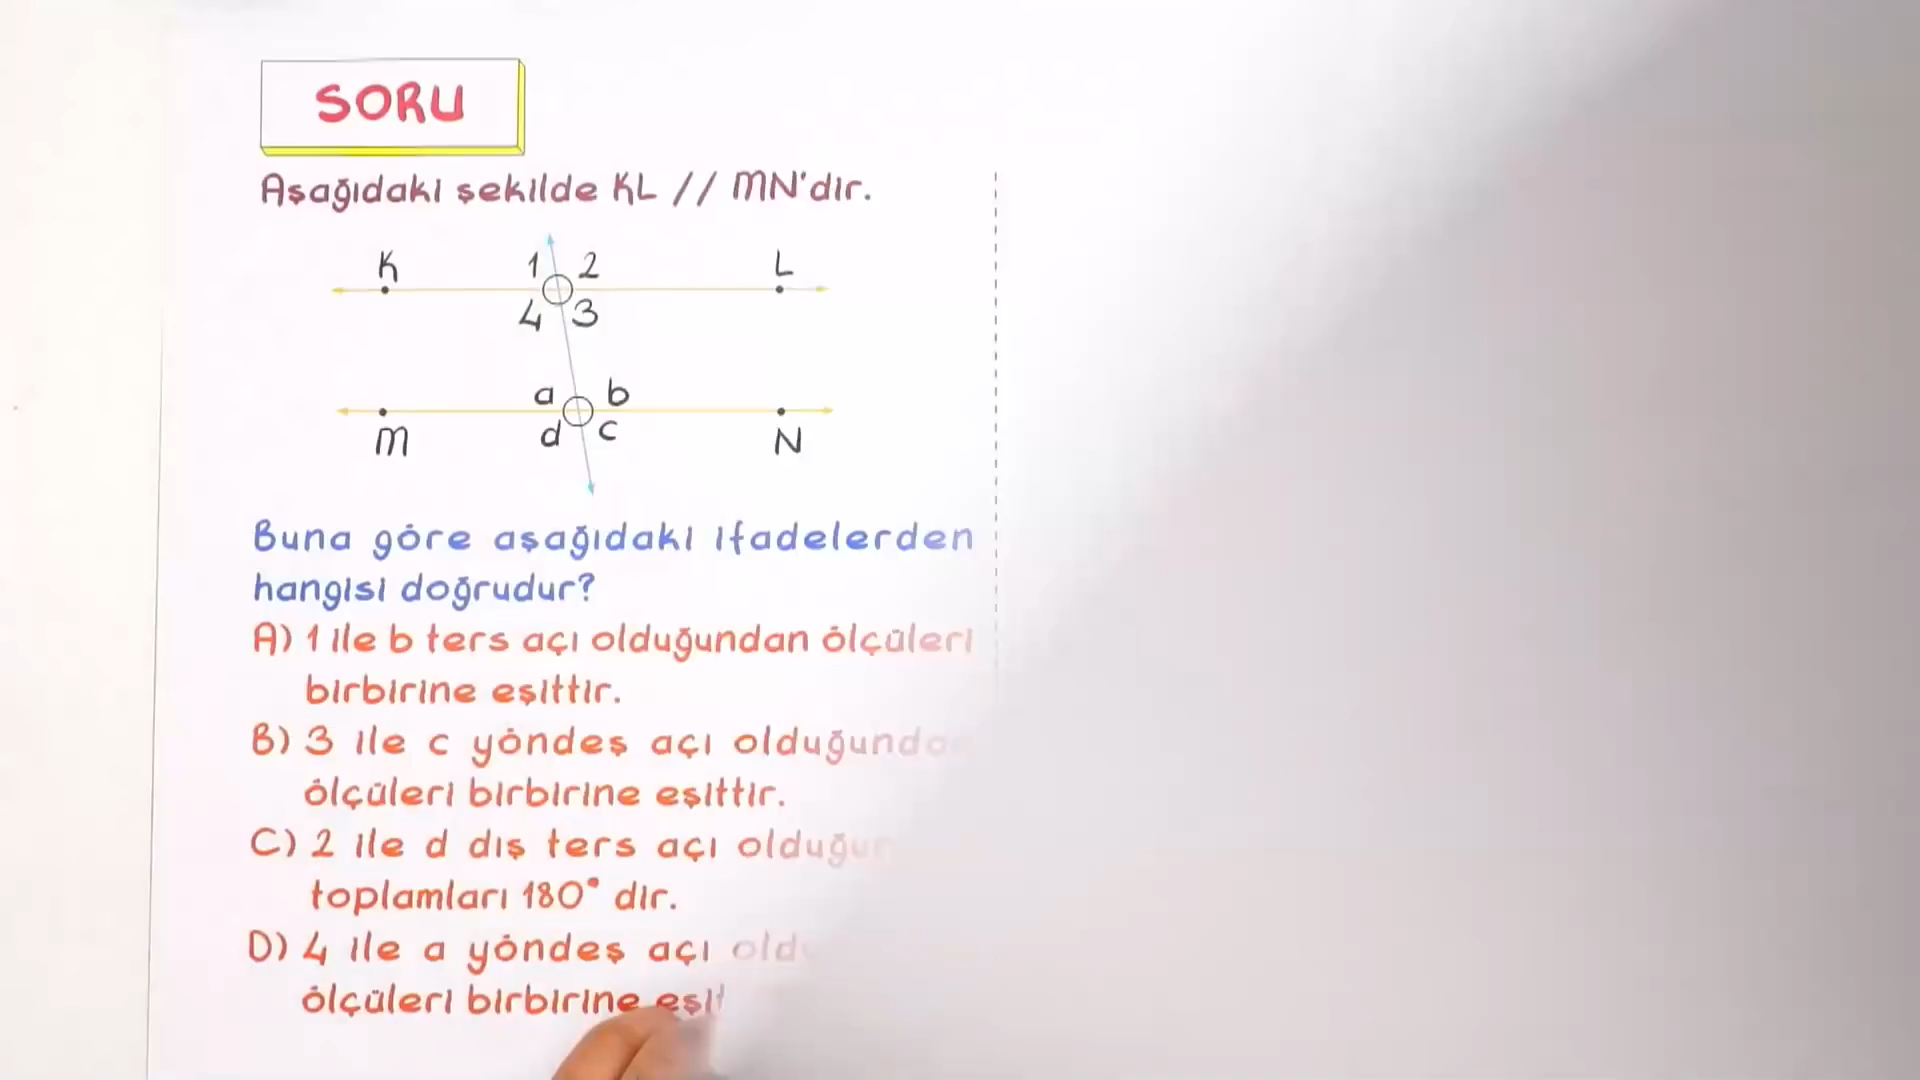 SORU
Aşağıdaki şekilde KL // MN'dir.
K 1 2 L
4 3
a b
M d c N
Buna göre aşağıdaki ifadelerden
hangisi doğrudur?
A) 1 ile b ters açı olduğundan ölçüleri
birbirine eşittir.
B) 3 ile c yöndeş açı olduğundan
ölçüleri birbirine eşittir.
C) 2 ile d dış ters açı
toplamları 180° dir.
D) 4 ile a yöndeş açı
ölçüleri birbirine